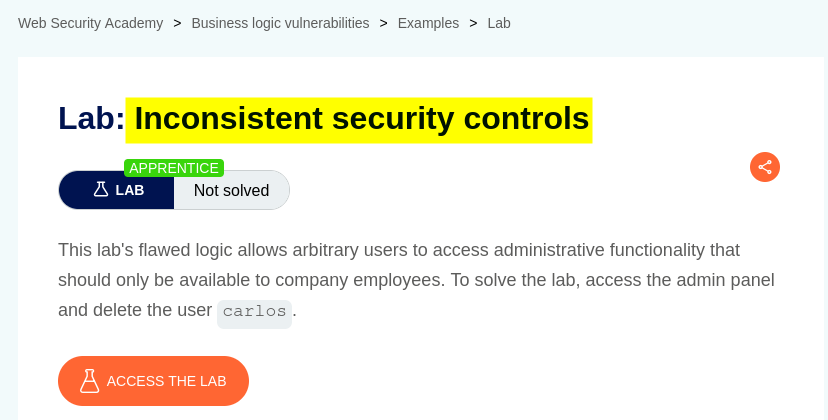 Web Security Academy > Business logic vulnerabilities > Examples > Lab
Lab: Inconsistent security controls
APPRENTICE
LAB Not solved
This lab's flawed logic allows arbitrary users to access administrative functionality that
should only be available to company employees. To solve the lab, access the admin panel
and delete the user carlos.
ACCESS THE LAB